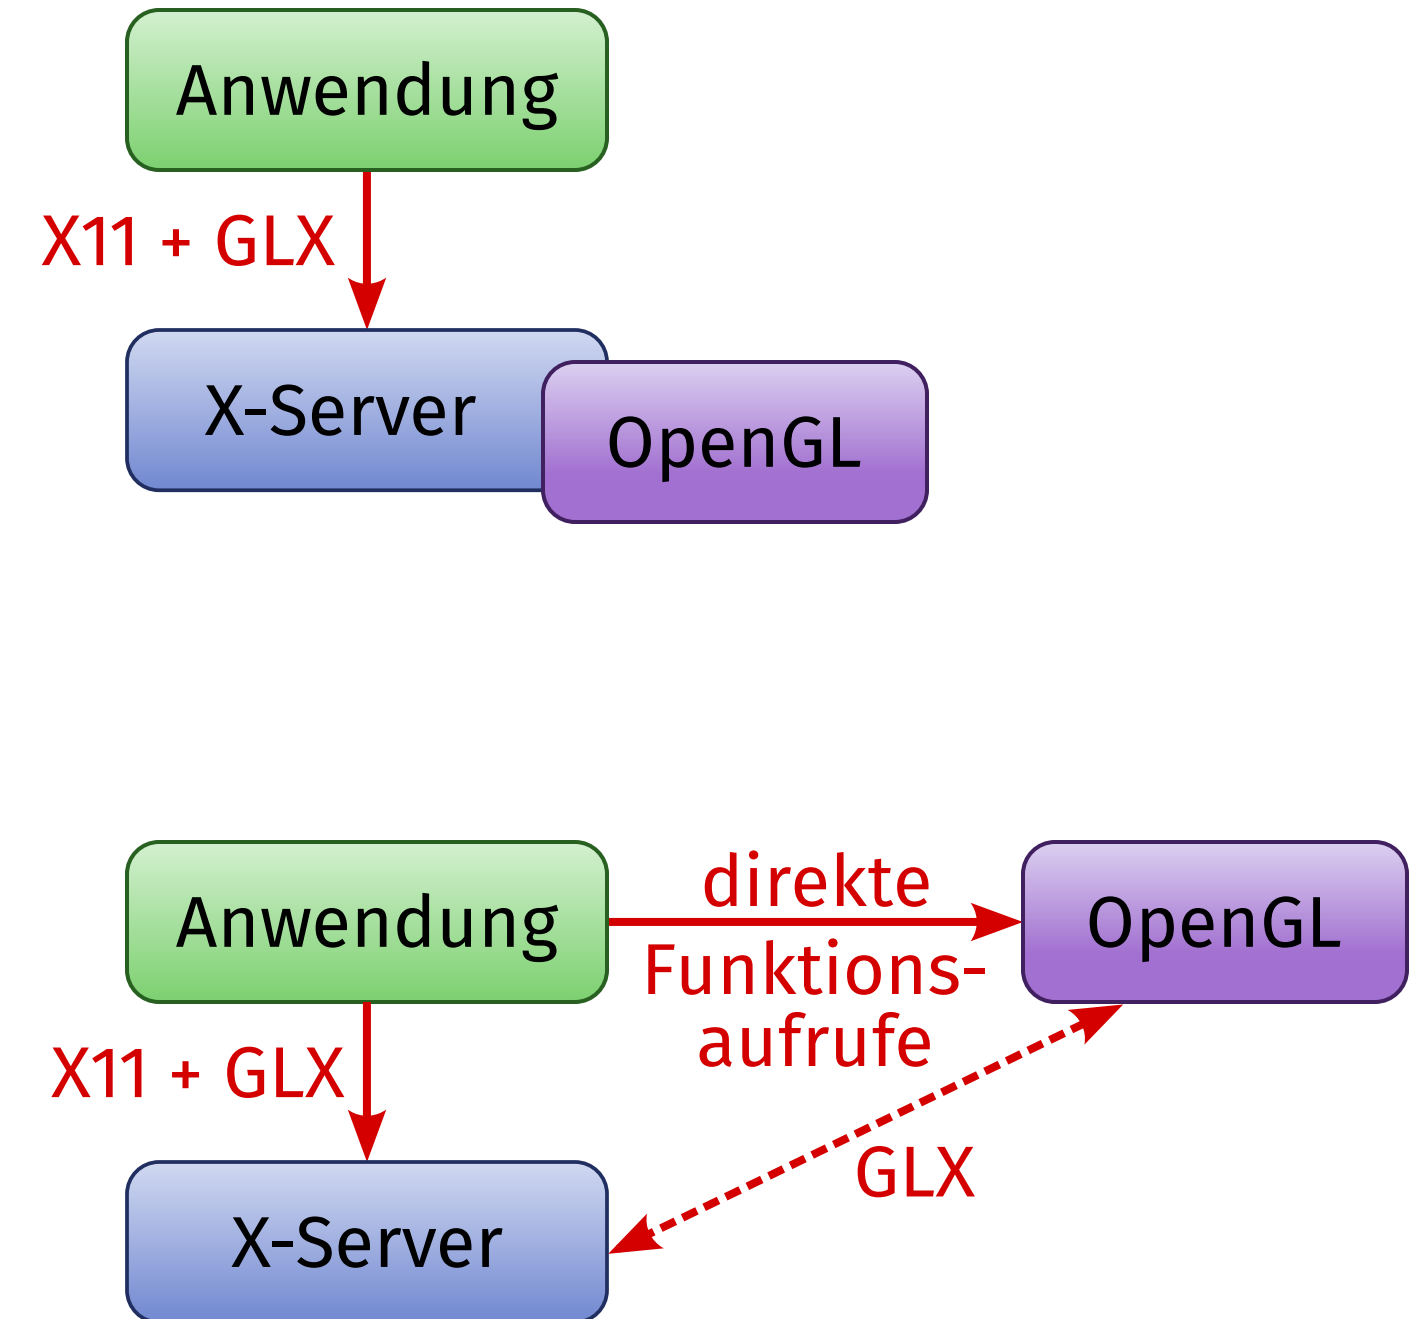 Anwendung
X11 + GLX
X-Server
OpenGL
Anwendung
direkte
Funktions-
aufrufe
OpenGL
X11 + GLX
GLX
X-Server